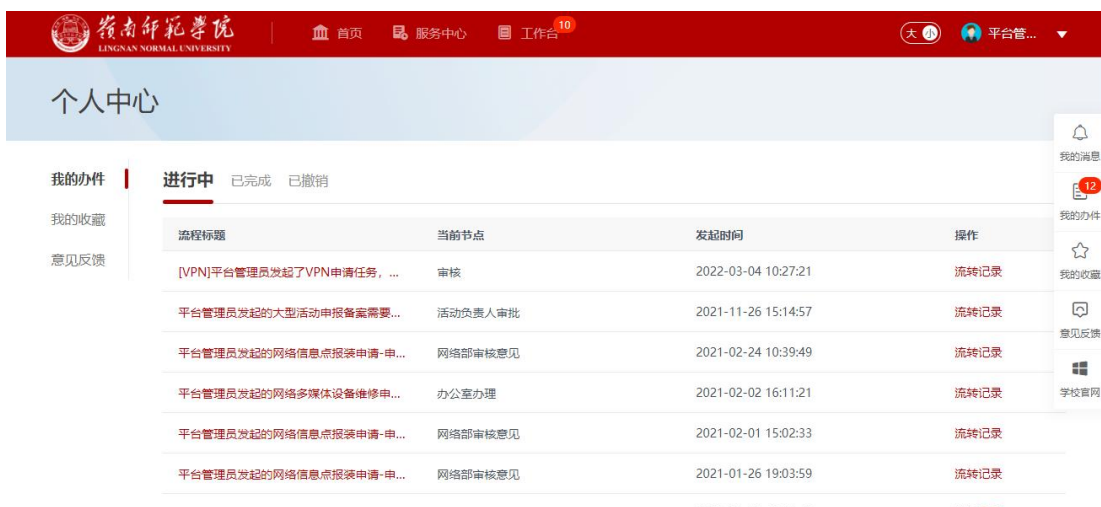 嶺南师范學院
LINGNAN NORMAL UNIVERSITY
首页 服务中心 工作台 10
大 小 平台管...
个人中心
我的消息
12
我的办件
我的收藏
意见反馈
学校官网
我的办件
我的收藏
意见反馈
进行中 已完成 已撤销
流程标题 当前节点 发起时间 操作
[VPN]平台管理员发起了VPN申请任务，... 审核 2022-03-04 10:27:21 流转记录
平台管理员发起的大型活动申报备案需要... 活动负责人审批 2021-11-26 15:14:57 流转记录
平台管理员发起的网络信息点报装申请-申... 网络部审核意见 2021-02-24 10:39:49 流转记录
平台管理员发起的网络多媒体设备维修申... 办公室办理 2021-02-02 16:11:21 流转记录
平台管理员发起的网络信息点报装申请-申... 网络部审核意见 2021-02-01 15:02:33 流转记录
平台管理员发起的网络信息点报装申请-申... 网络部审核意见 2021-01-26 19:03:59 流转记录